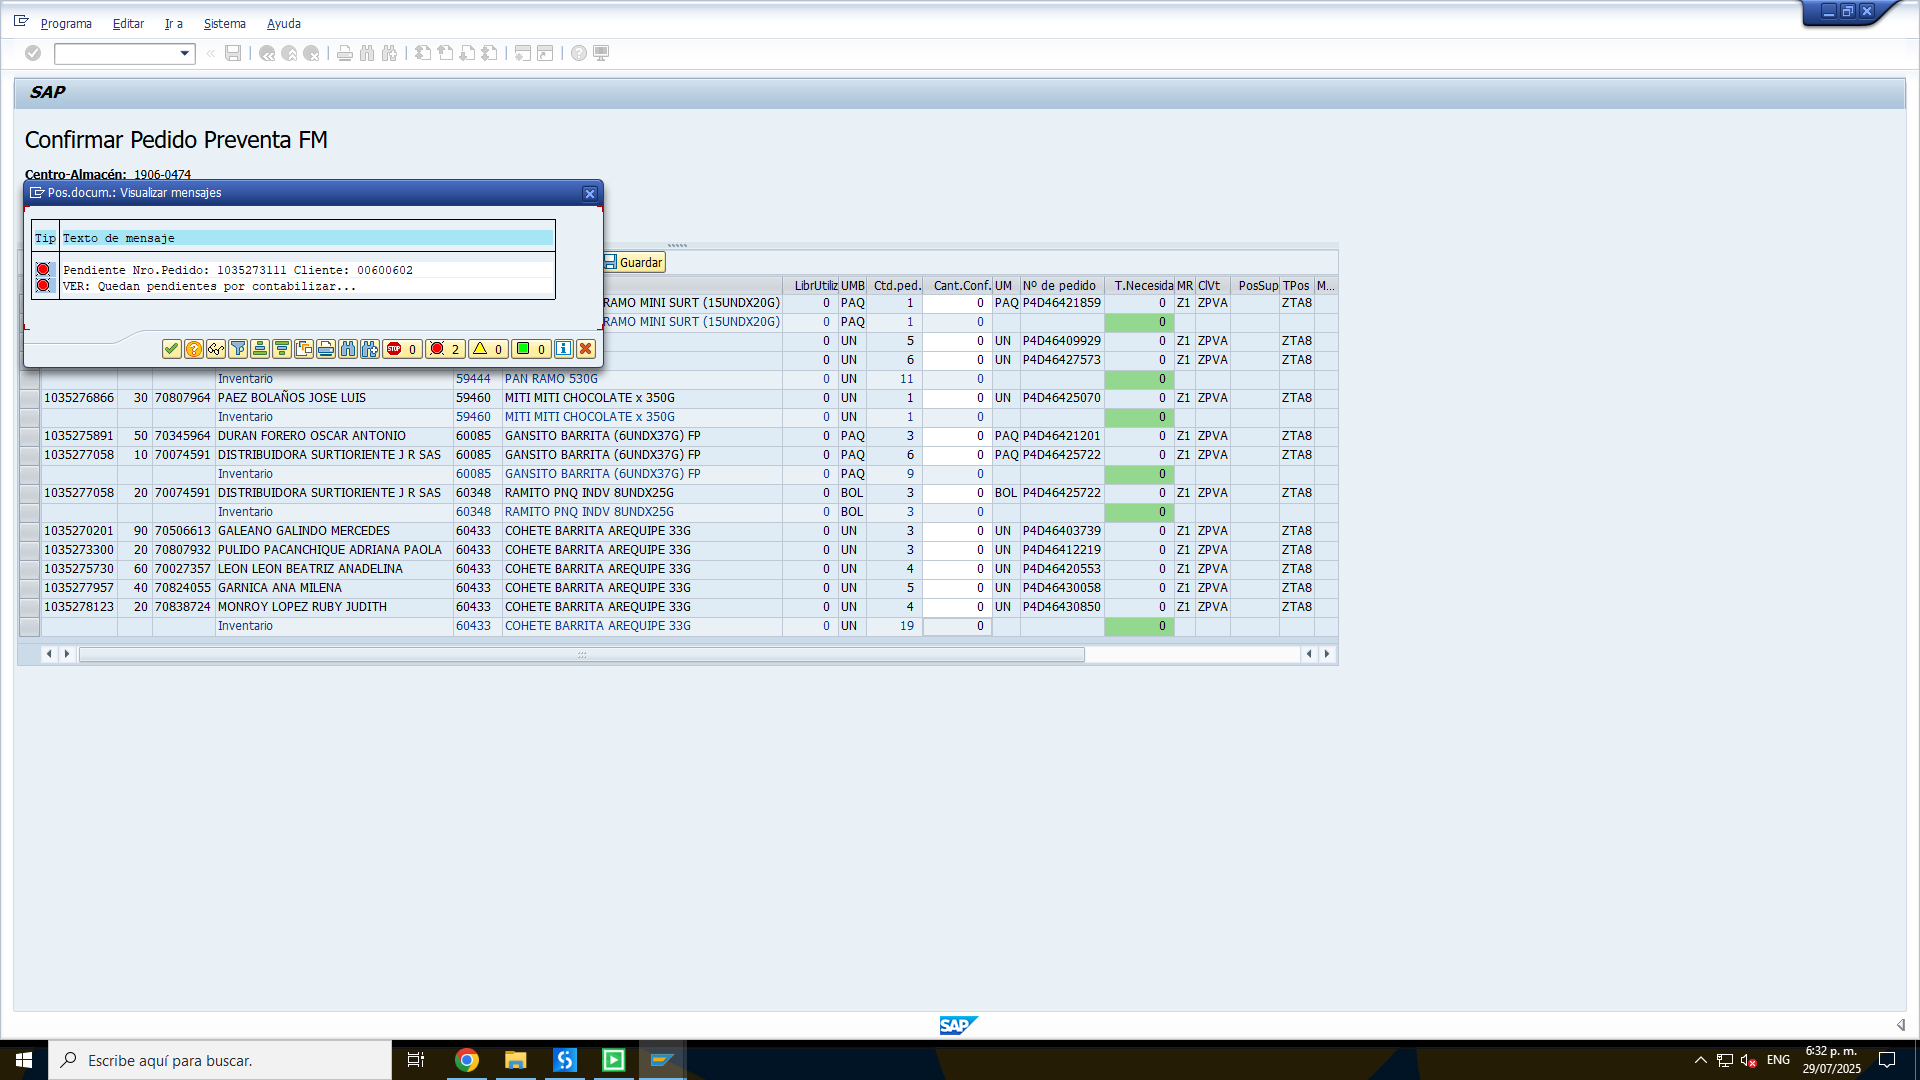 Programa Editar Ir a Sistema Ayuda
SAP
Confirmar Pedido Preventa FM
Centro-Almacén: 1906-0474
Pos.docum.: Visualizar mensajes
Tip Texto de mensaje
Pendiente Nro.Pedido: 1035273111 Cliente: 00600602
VER: Quedan pendientes por contabilizar...
STOP 0 2 0 0
Guardar
LibrUtiliz UMB Ctd.ped. Cant.Conf. UM Nº de pedido T.Necesida MR ClVt PosSup TPos M...
RAMO MINI SURT (15UNDX20G) 0 PAQ 1 0 PAQ P4D46421859 0 Z1 ZPVA ZTA8
RAMO MINI SURT (15UNDX20G) 0 PAQ 1 0 0
0 UN 5 0 UN P4D46409929 0 Z1 ZPVA ZTA8
0 UN 6 0 UN P4D46427573 0 Z1 ZPVA ZTA8
Inventario 59444 PAN RAMO 530G 0 UN 11 0 0
1035276866 30 70807964 PAEZ BOLAÑOS JOSE LUIS 59460 MITI MITI CHOCOLATE x 350G 0 UN 1 0 UN P4D46425070 0 Z1 ZPVA ZTA8
Inventario 59460 MITI MITI CHOCOLATE x 350G 0 UN 1 0 0
1035275891 50 70345964 DURAN FORERO OSCAR ANTONIO 60085 GANSITO BARRITA (6UNDX37G) FP 0 PAQ 3 0 PAQ P4D46421201 0 Z1 ZPVA ZTA8
1035277058 10 70074591 DISTRIBUIDORA SURTIORIENTE J R SAS 60085 GANSITO BARRITA (6UNDX37G) FP 0 PAQ 6 0 PAQ P4D46425722 0 Z1 ZPVA ZTA8
Inventario 60085 GANSITO BARRITA (6UNDX37G) FP 0 PAQ 9 0 0
1035277058 20 70074591 DISTRIBUIDORA SURTIORIENTE J R SAS 60348 RAMITO PNQ INDV 8UNDX25G 0 BOL 3 0 BOL P4D46425722 0 Z1 ZPVA ZTA8
Inventario 60348 RAMITO PNQ INDV 8UNDX25G 0 BOL 3 0 0
1035270201 90 70506613 GALEANO GALINDO MERCEDES 60433 COHETE BARRITA AREQUIPE 33G 0 UN 3 0 UN P4D46403739 0 Z1 ZPVA ZTA8
1035273300 20 70807932 PULIDO PACANCHIQUE ADRIANA PAOLA 60433 COHETE BARRITA AREQUIPE 33G 0 UN 3 0 UN P4D46412219 0 Z1 ZPVA ZTA8
1035275730 60 70027357 LEON LEON BEATRIZ ANADELINA 60433 COHETE BARRITA AREQUIPE 33G 0 UN 4 0 UN P4D46420553 0 Z1 ZPVA ZTA8
1035277957 40 70824055 GARNICA ANA MILENA 60433 COHETE BARRITA AREQUIPE 33G 0 UN 5 0 UN P4D46430058 0 Z1 ZPVA ZTA8
1035278123 20 70838724 MONROY LOPEZ RUBY JUDITH 60433 COHETE BARRITA AREQUIPE 33G 0 UN 4 0 UN P4D46430850 0 Z1 ZPVA ZTA8
Inventario 60433 COHETE BARRITA AREQUIPE 33G 0 UN 19 0 0
SAP
Escribe aquí para buscar.
ENG
6:32 p. m.
29/07/2025